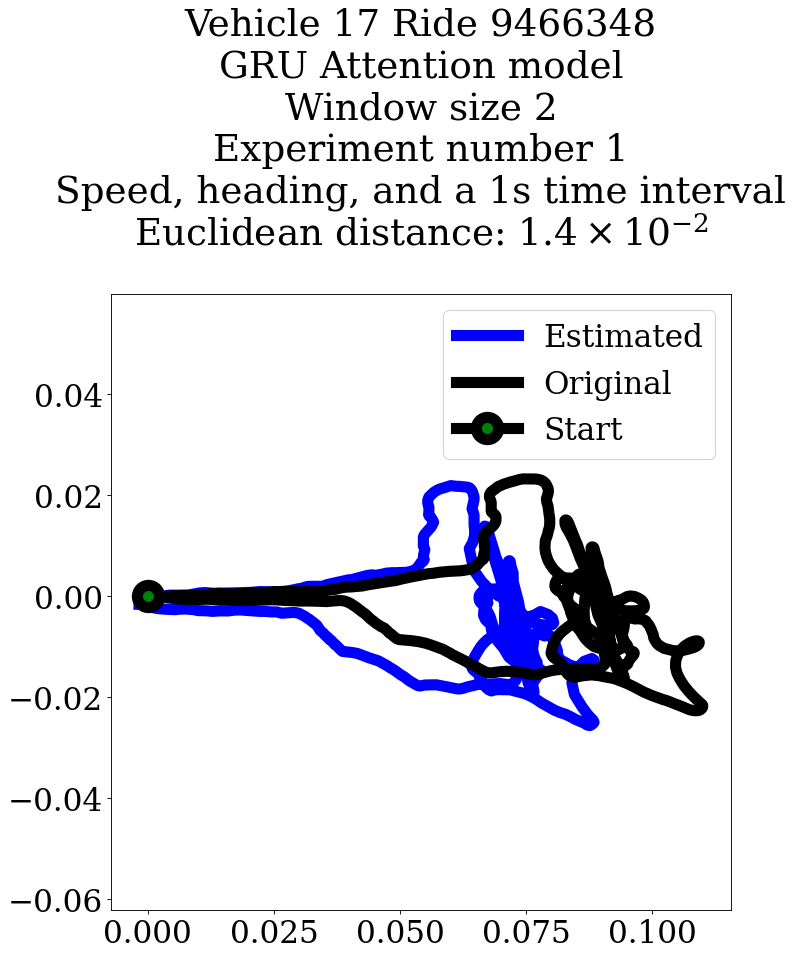 Vehicle 17 Ride 9466348
GRU Attention model
Window size 2
Experiment number 1
Speed, heading, and a 1s time interval
Euclidean distance: 1.4 × 10⁻²
Estimated
Original
Start
0.04
0.02
0.00
−0.02
−0.04
−0.06
0.000 0.025 0.050 0.075 0.100